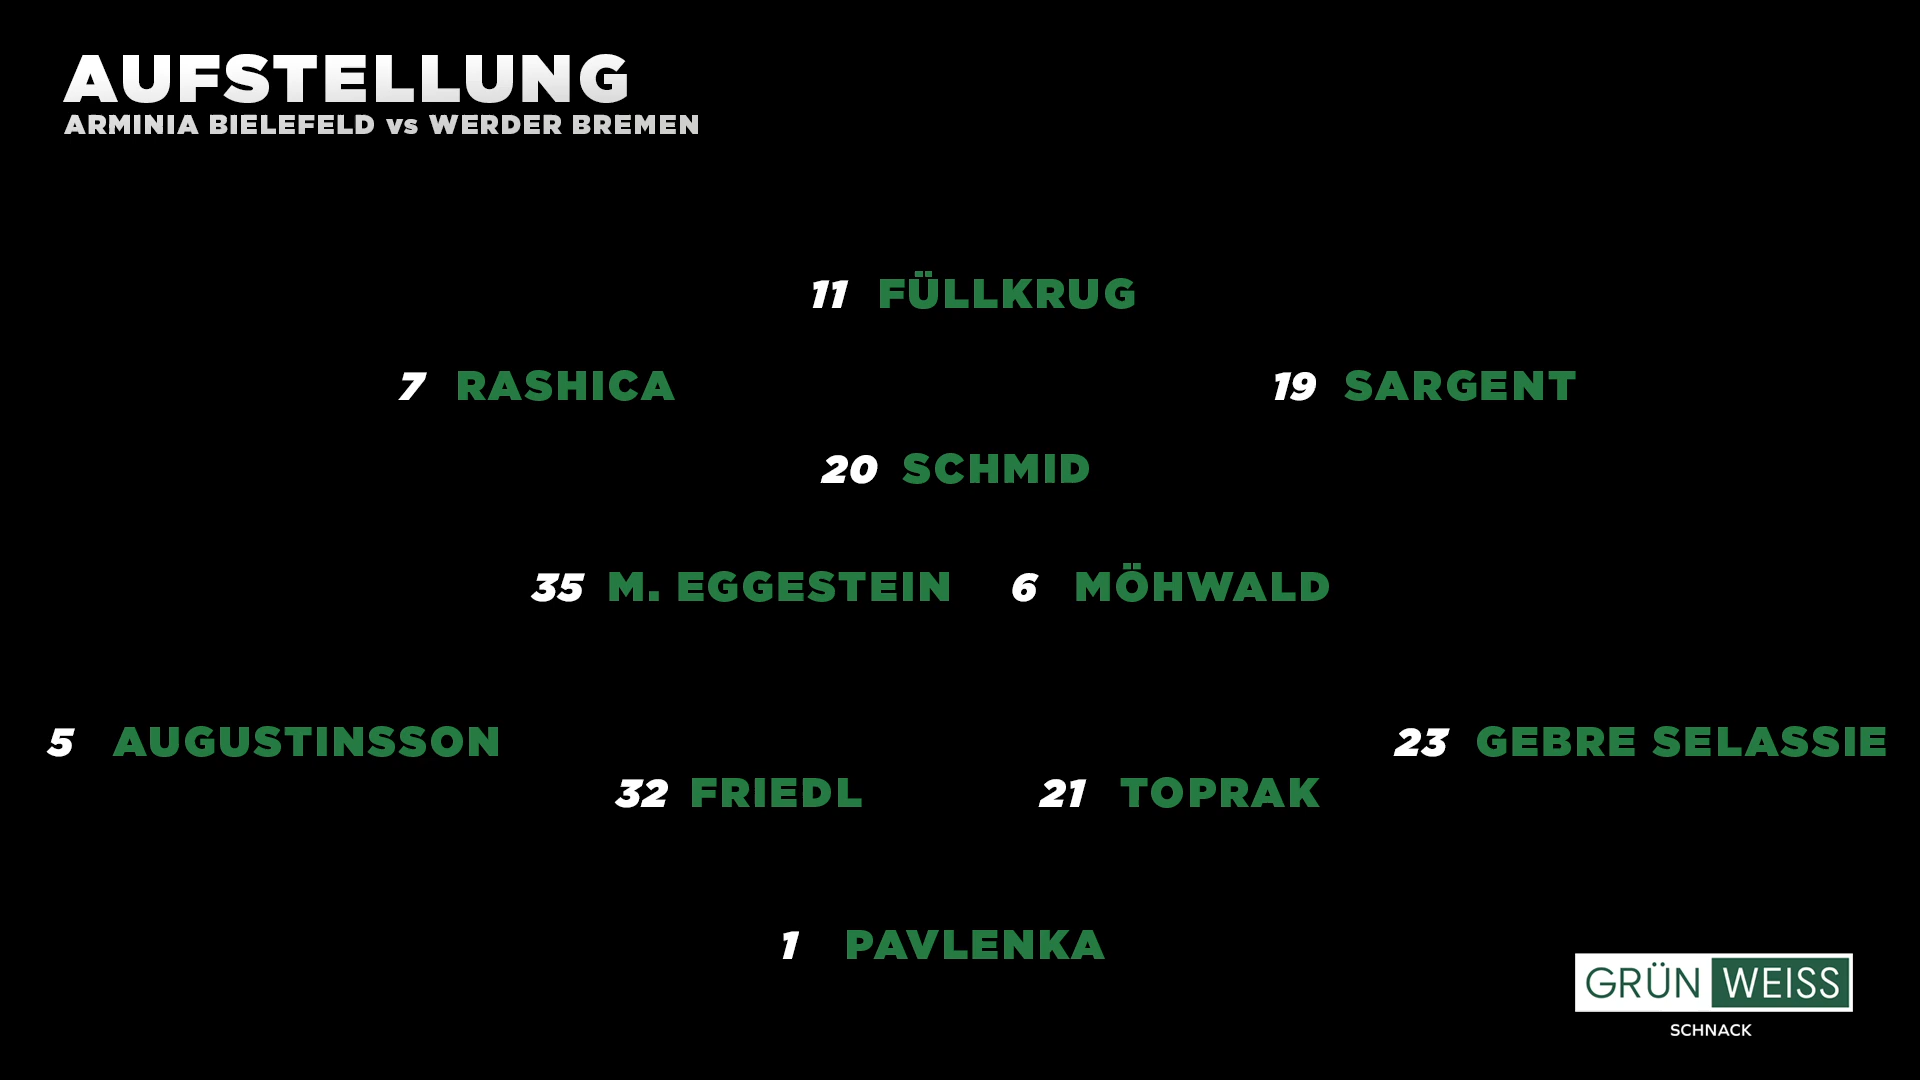 AUFSTELLUNG
ARMINIA BIELEFELD vs WERDER BREMEN
11 FÜLLKRUG
7 RASHICA 19 SARGENT
20 SCHMID
35 M. EGGESTEIN 6 MÖHWALD
5 AUGUSTINSSON 23 GEBRE SELASSIE
32 FRIEDL 21 TOPRAK
1 PAVLENKA
GRÜN WEISS
SCHNACK